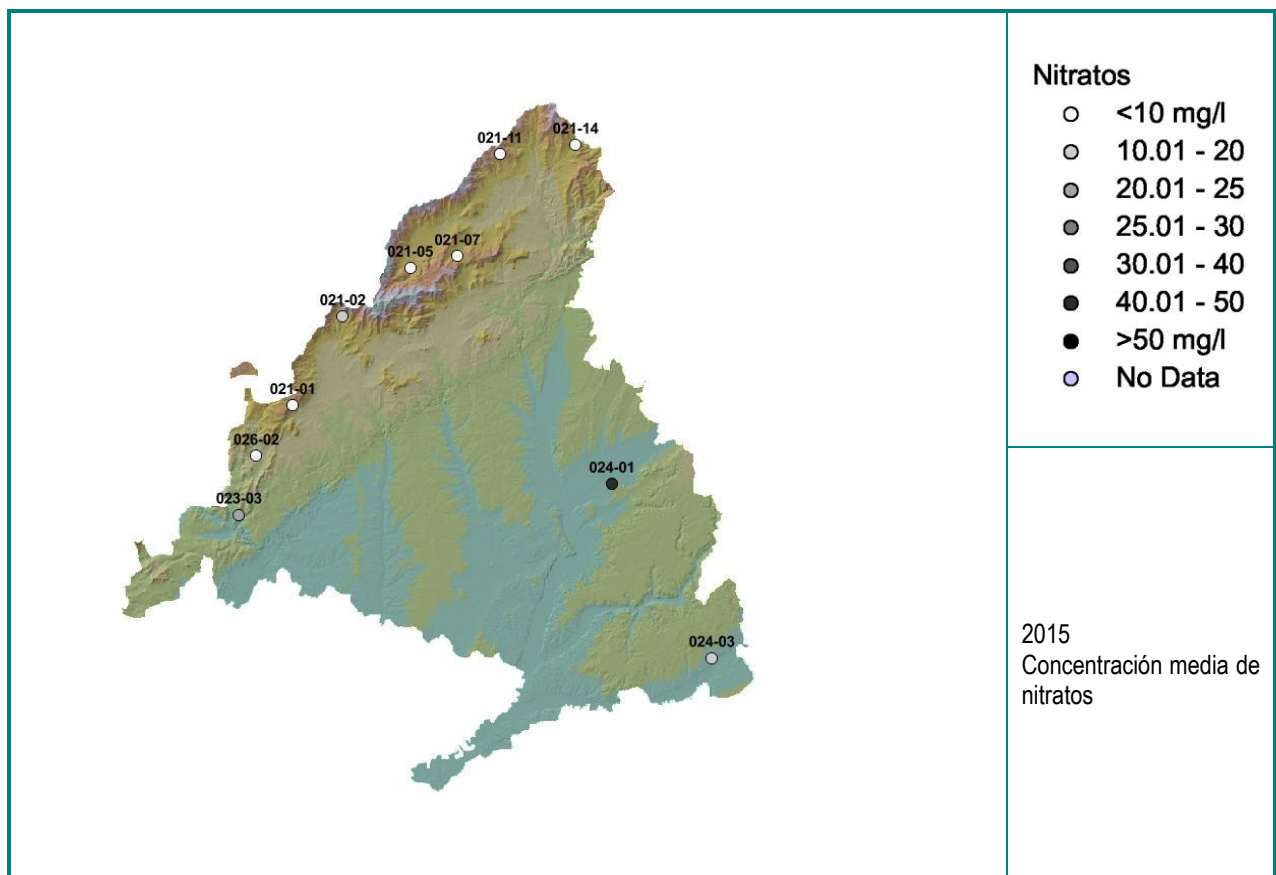 021-11
021-14
021-07
021-05
021-02
021-01
026-02
024-01
023-03
024-03
Nitratos
<10 mg/l
10.01 - 20
20.01 - 25
25.01 - 30
30.01 - 40
40.01 - 50
>50 mg/l
No Data
2015
Concentración media de
nitratos